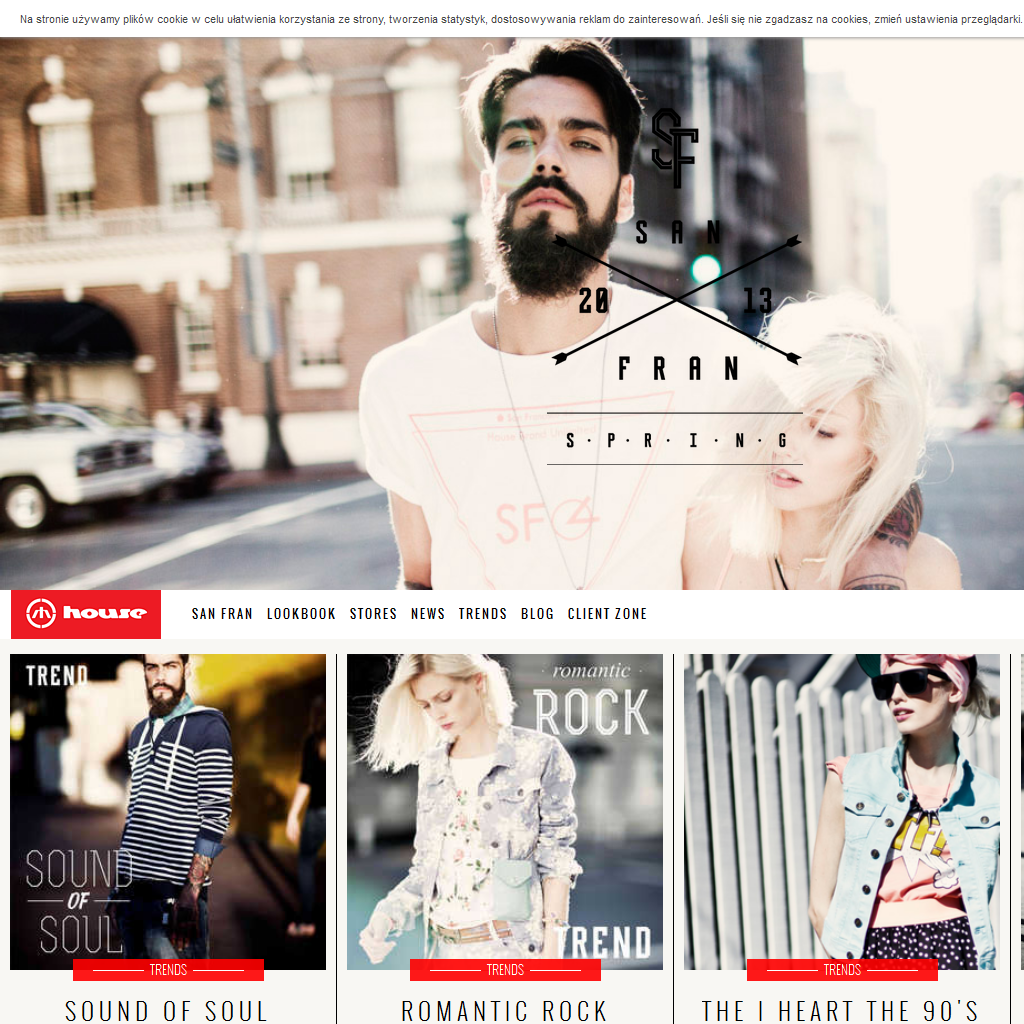 Na stronie używamy plików cookie w celu ułatwienia korzystania ze strony, tworzenia statystyk, dostosowywania reklam do zainteresowań. Jeśli się nie zgadzasz na cookies, zmień ustawienia przeglądarki.
SF
SAN
20 13
FRAN
S·P·R·I·N·G
San Francisco
SF
house
SAN FRAN LOOKBOOK STORES NEWS TRENDS BLOG CLIENT ZONE
TREND
SOUND
OF
SOUL
· romantic ·
ROCK
TREND
TRENDS
TRENDS
TRENDS
SOUND OF SOUL
ROMANTIC ROCK
THE I HEART THE 90'S